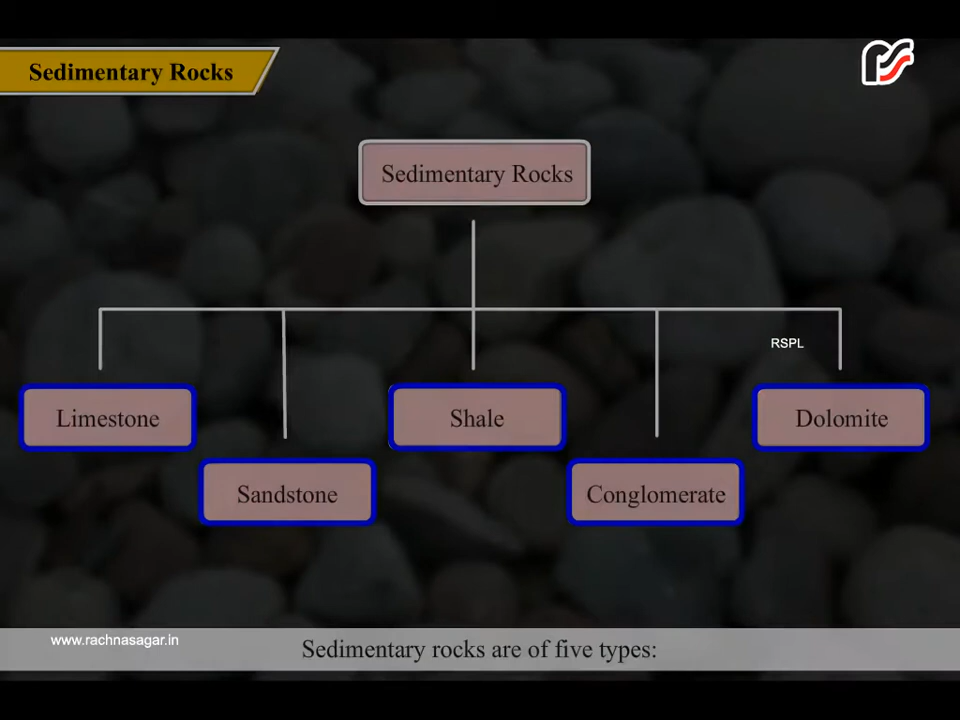 Sedimentary Rocks
Sedimentary Rocks
RSPL
Limestone
Shale
Dolomite
Sandstone
Conglomerate
www.rachnasagar.in
Sedimentary rocks are of five types: